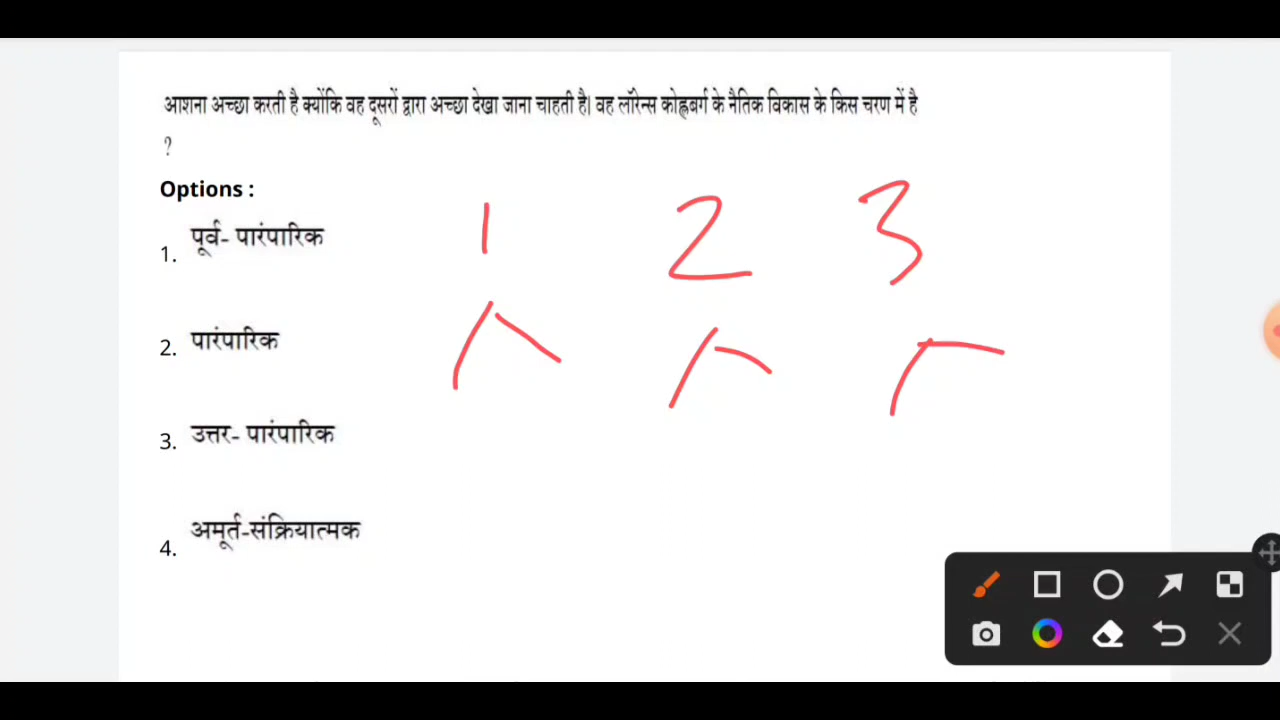 आशना अच्छा करती है क्योंकि वह दूसरों द्वारा अच्छा देखा जाना चाहती है। वह लॉरेन्स कोह्लबर्ग के नैतिक विकास के किस चरण में है
?
Options :
1. पूर्व- पारंपारिक
2. पारंपारिक
3. उत्तर- पारंपारिक
4. अमूर्त-संक्रियात्मक
1 2 3